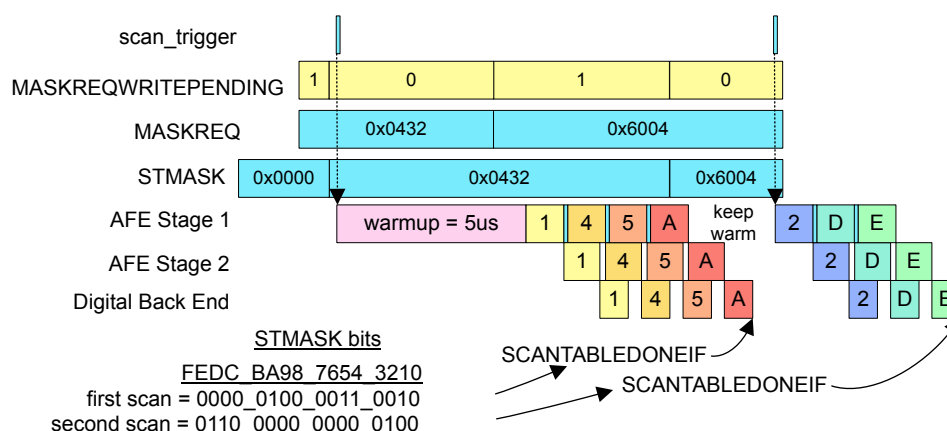 scan_trigger
MASKREQWRITEPENDING 1 0 1 0
MASKREQ 0x0432 0x6004
STMASK 0x0000 0x0432 0x6004
AFE Stage 1 warmup = 5us 1 4 5 A keep warm 2 D E
AFE Stage 2 1 4 5 A 2 D E
Digital Back End 1 4 5 A 2 D E
STMASK bits
SCANTABLEDONEIF
FEDC_BA98_7654_3210
SCANTABLEDONEIF
first scan = 0000_0100_0011_0010
second scan = 0110_0000_0000_0100